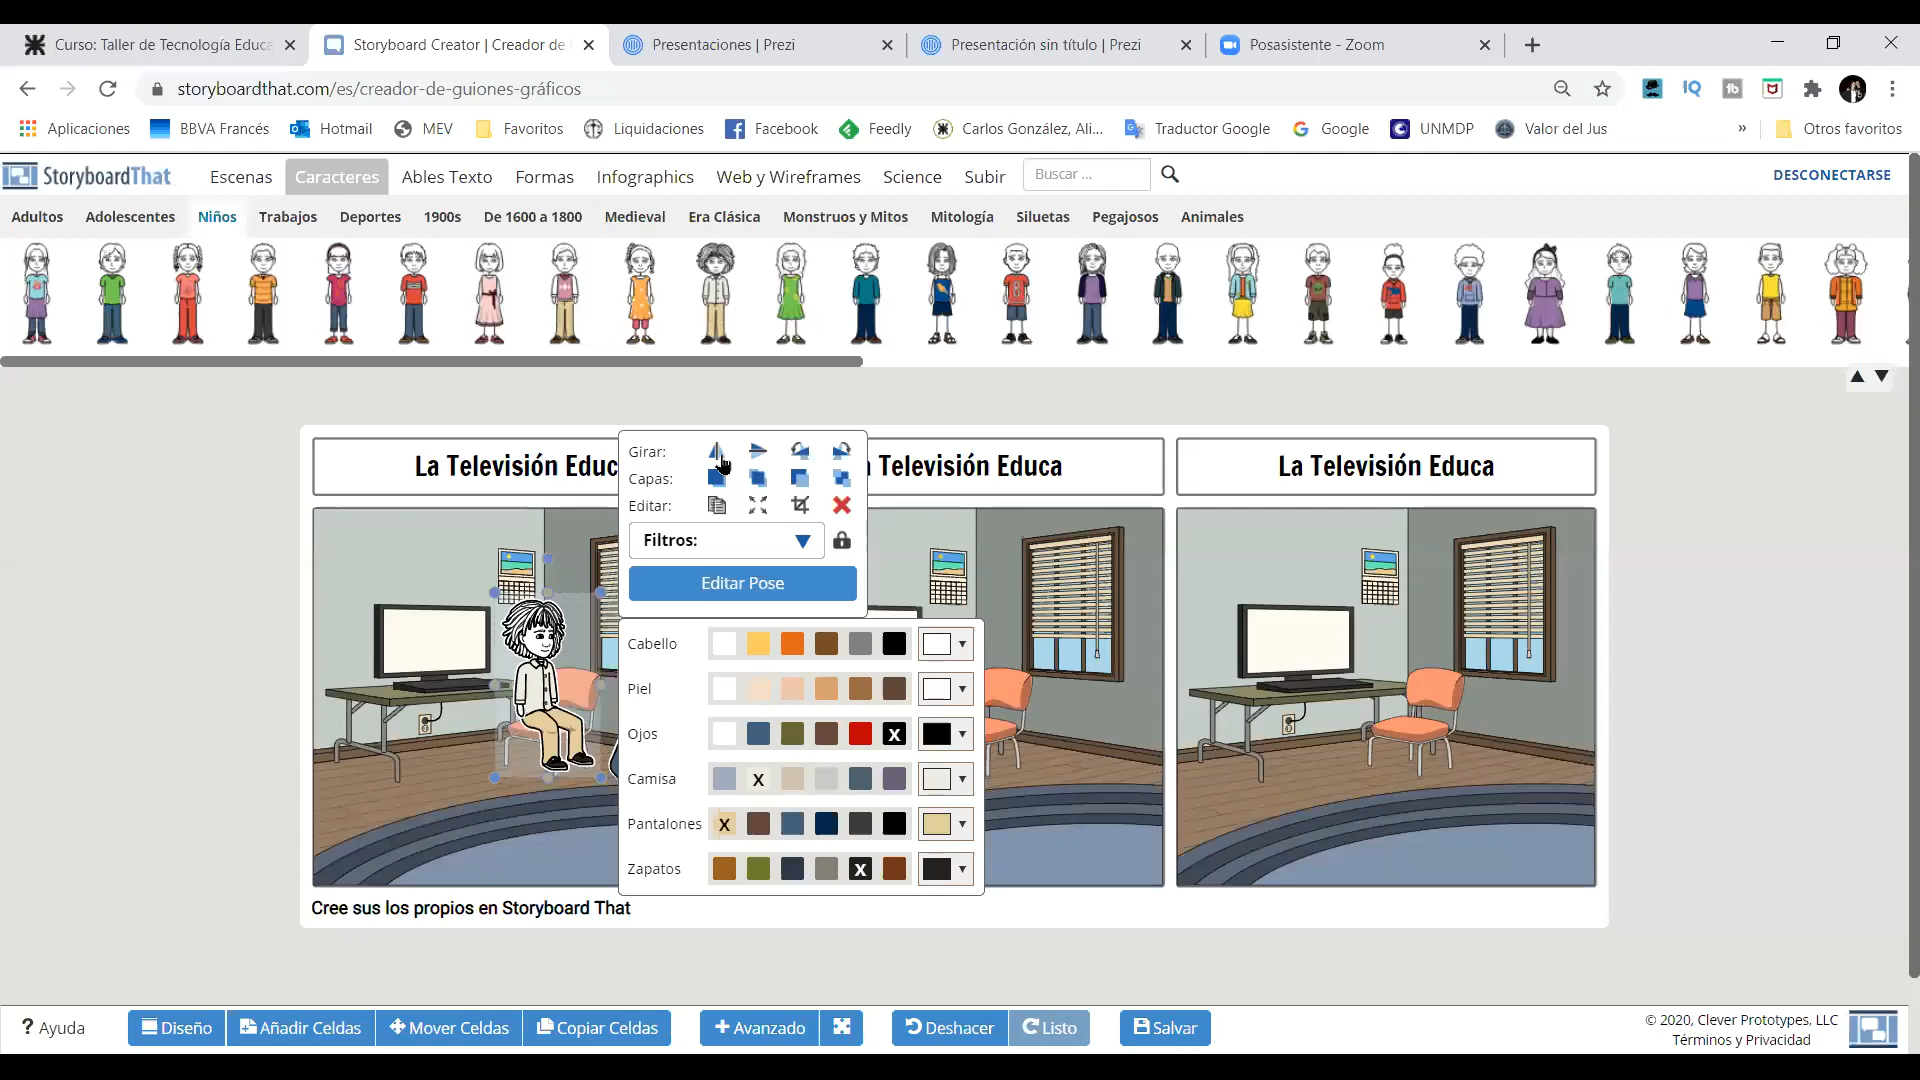 Curso: Taller de Tecnología Educa
Storyboard Creator | Creador de
Presentaciones | Prezi
Presentación sin título | Prezi
Posasistente - Zoom
storyboardthat.com/es/creador-de-guiones-gráficos
Aplicaciones
BBVA Francés
Hotmail
MEV
Favoritos
Liquidaciones
Facebook
Feedly
Carlos González, Ali...
Traductor Google
Google
UNMDP
Valor del Jus
»
Otros favoritos
StoryboardThat
Escenas
Caracteres
Ables Texto
Formas
Infographics
Web y Wireframes
Science
Subir
Buscar ...
DESCONECTARSE
Adultos
Adolescentes
Niños
Trabajos
Deportes
1900s
De 1600 a 1800
Medieval
Era Clásica
Monstruos y Mitos
Mitología
Siluetas
Pegajosos
Animales
La Televisión Educ
Televisión Educa
La Televisión Educa
Girar:
Capas:
Editar:
Filtros:
Editar Pose
Cabello
Piel
Ojos X
Camisa X
Pantalones X
Zapatos X
Cree sus los propios en Storyboard That
? Ayuda
Diseño
Añadir Celdas
Mover Celdas
Copiar Celdas
Avanzado
Deshacer
Listo
Salvar
© 2020, Clever Prototypes, LLC
Términos y Privacidad